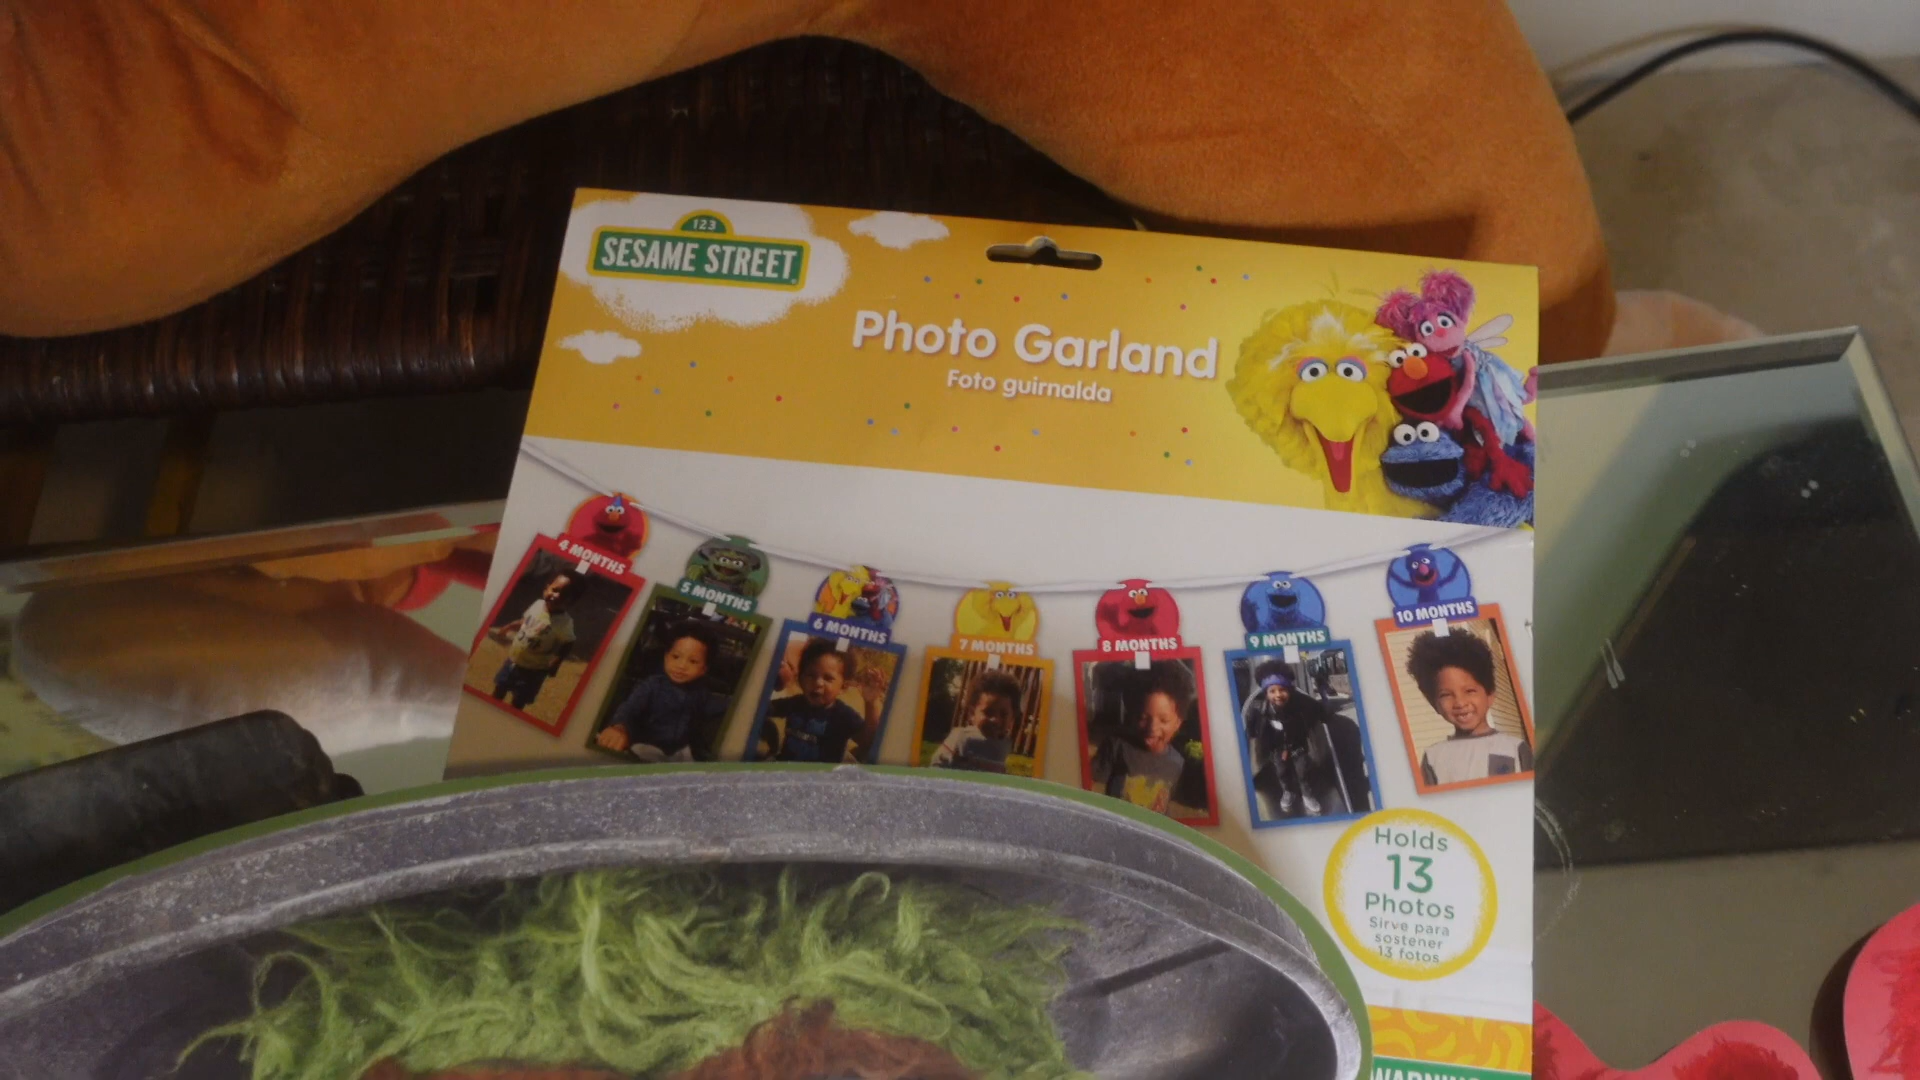 123
SESAME STREET
Photo Garland
Foto guirnalda
4 MONTHS
5 MONTHS
6 MONTHS
7 MONTHS
8 MONTHS
9 MONTHS
10 MONTHS
Holds
13
Photos
Sirve para
sostener
13 fotos
WARNING